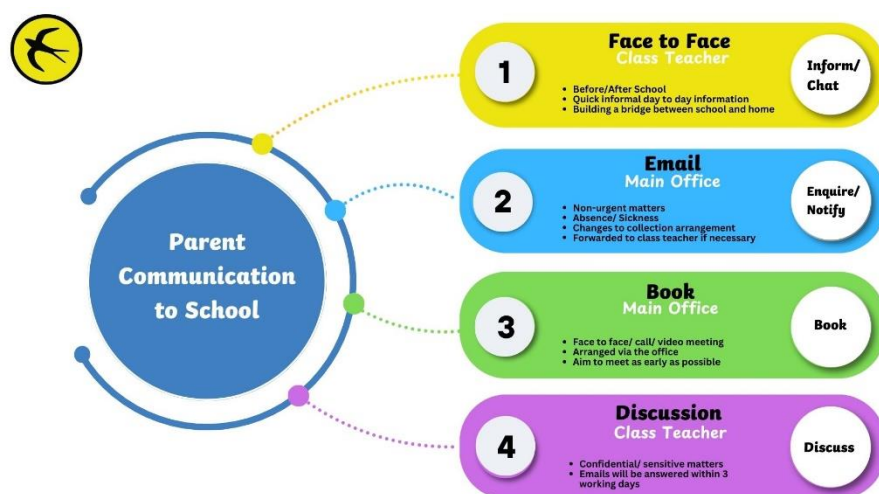 Parent
Communication
to School
1
Face to Face
Class Teacher
• Before/After School
• Quick informal day to day information
• Building a bridge between school and home
Inform/
Chat
2
Email
Main Office
• Non-urgent matters
• Absence/ Sickness
• Changes to collection arrangement
• Forwarded to class teacher if necessary
Enquire/
Notify
3
Book
Main Office
• Face to face/ call/ video meeting
• Arranged via the office
• Aim to meet as early as possible
Book
4
Discussion
Class Teacher
• Confidential/ sensitive matters
• Emails will be answered within 3
working days
Discuss